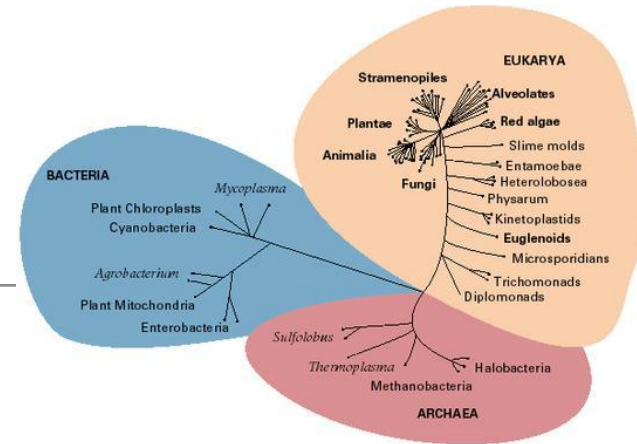 EUKARYA
Stramenopiles
Alveolates
Plantae
Red algae
Animalia
Slime molds
Entamoebae
Fungi
Heterolobosea
Physarum
Kinetoplastids
Euglenoids
Microsporidians
Trichomonads
Diplomonads
BACTERIA
Mycoplasma
Plant Chloroplasts
Cyanobacteria
Agrobacterium
Plant Mitochondria
Enterobacteria
Sulfolobus
Thermoplasma
Halobacteria
Methanobacteria
ARCHAEA